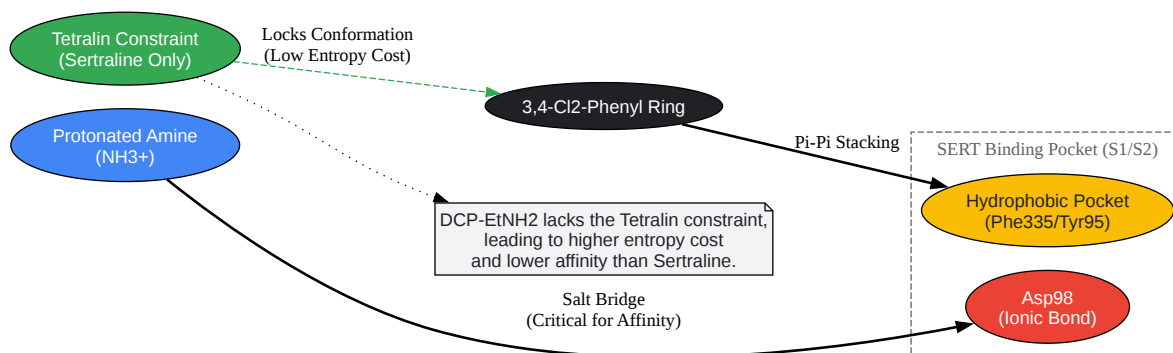 Tetralin Constraint
(Sertraline Only)
Locks Conformation
(Low Entropy Cost)
3,4-Cl2-Phenyl Ring
Protonated Amine
(NH3+)
Pi-Pi Stacking
SERT Binding Pocket (S1/S2)
Hydrophobic Pocket
(Phe335/Tyr95)
DCP-EtNH2 lacks the Tetralin constraint,
leading to higher entropy cost
and lower affinity than Sertraline.
Salt Bridge
(Critical for Affinity)
Asp98
(Ionic Bond)